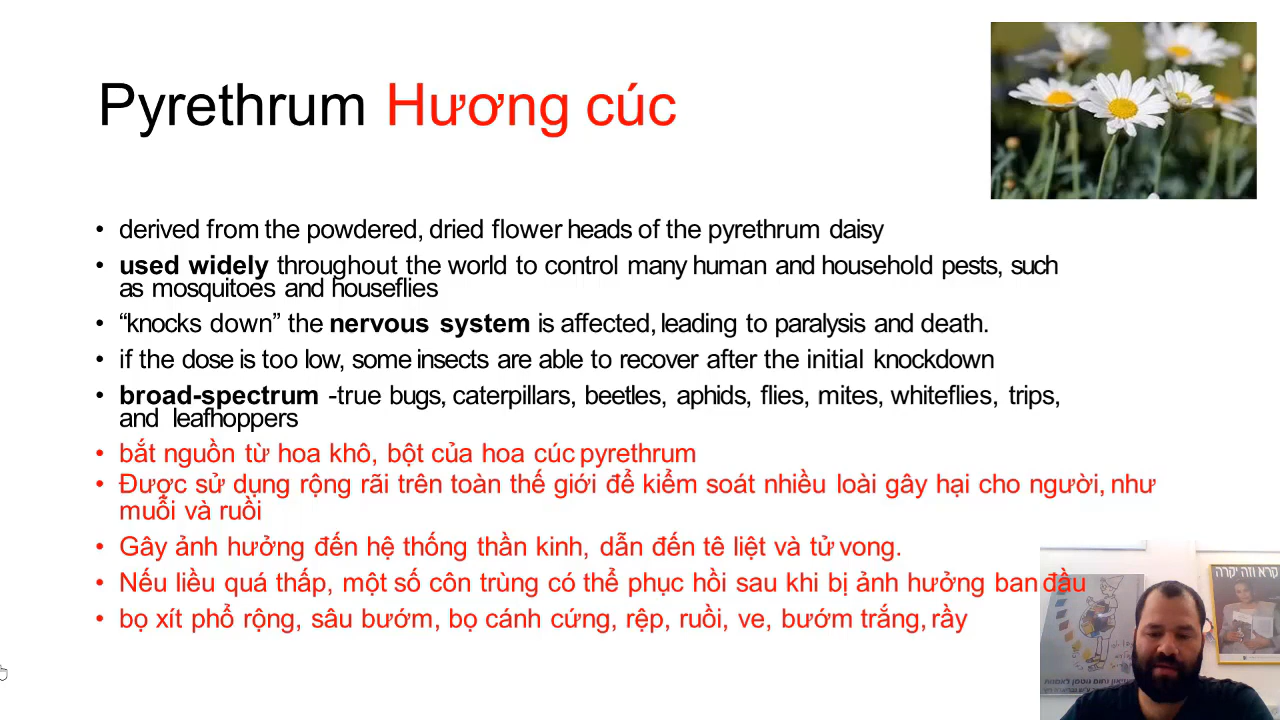 Pyrethrum Hương cúc
• derived from the powdered, dried flower heads of the pyrethrum daisy
• used widely throughout the world to control many human and household pests, such
as mosquitoes and houseflies
• “knocks down” the nervous system is affected, leading to paralysis and death.
• if the dose is too low, some insects are able to recover after the initial knockdown
• broad-spectrum -true bugs, caterpillars, beetles, aphids, flies, mites, whiteflies, trips,
and leafhoppers
• bắt nguồn từ hoa khô, bột của hoa cúc pyrethrum
• Được sử dụng rộng rãi trên toàn thế giới để kiểm soát nhiều loài gây hại cho người, như
muỗi và ruồi
• Gây ảnh hưởng đến hệ thống thần kinh, dẫn đến tê liệt và tử vong.
• Nếu liều quá thấp, một số côn trùng có thể phục hồi sau khi bị ảnh hưởng ban đầu
• bọ xít phổ rộng, sâu bướm, bọ cánh cứng, rệp, ruồi, ve, bướm trắng, rầy
קרא וזה יקרה